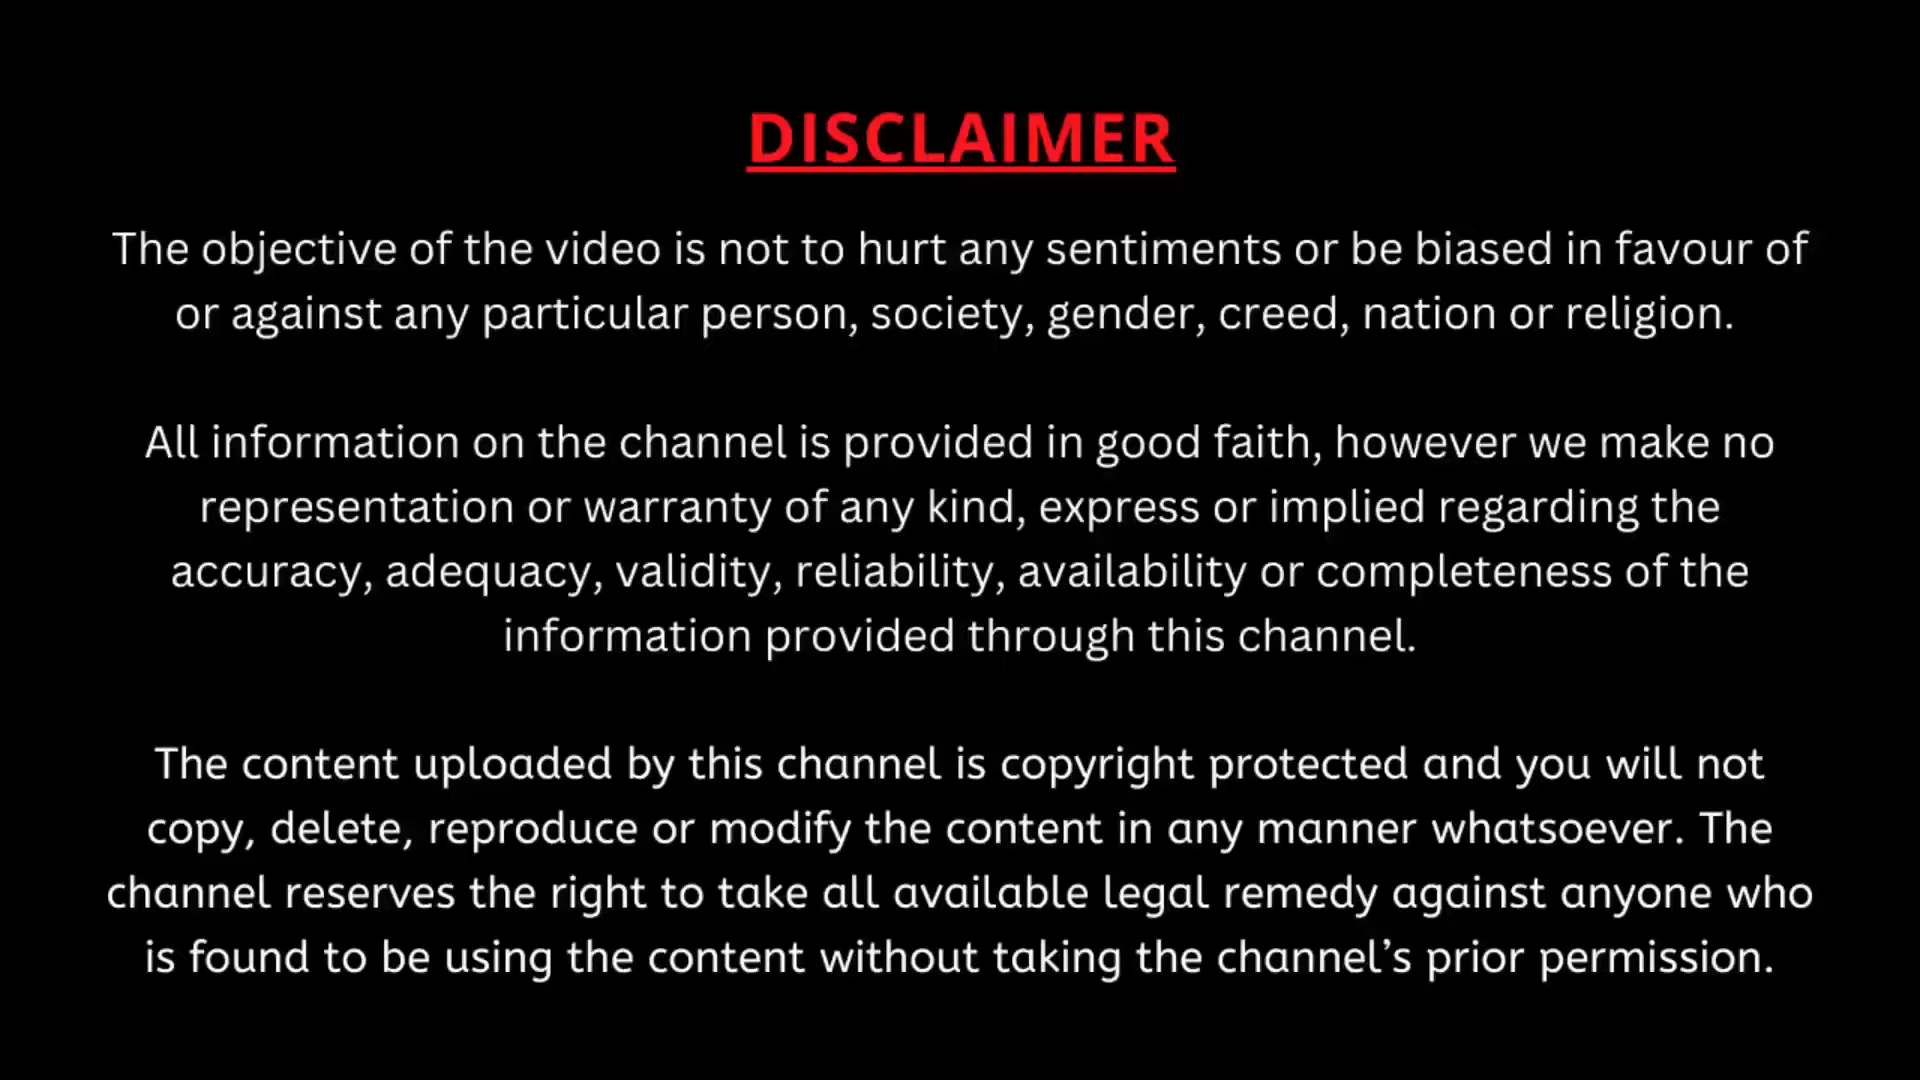 DISCLAIMER
The objective of the video is not to hurt any sentiments or be biased in favour of
or against any particular person, society, gender, creed, nation or religion.
All information on the channel is provided in good faith, however we make no
representation or warranty of any kind, express or implied regarding the
accuracy, adequacy, validity, reliability, availability or completeness of the
information provided through this channel.
The content uploaded by this channel is copyright protected and you will not
copy, delete, reproduce or modify the content in any manner whatsoever. The
channel reserves the right to take all available legal remedy against anyone who
is found to be using the content without taking the channel’s prior permission.